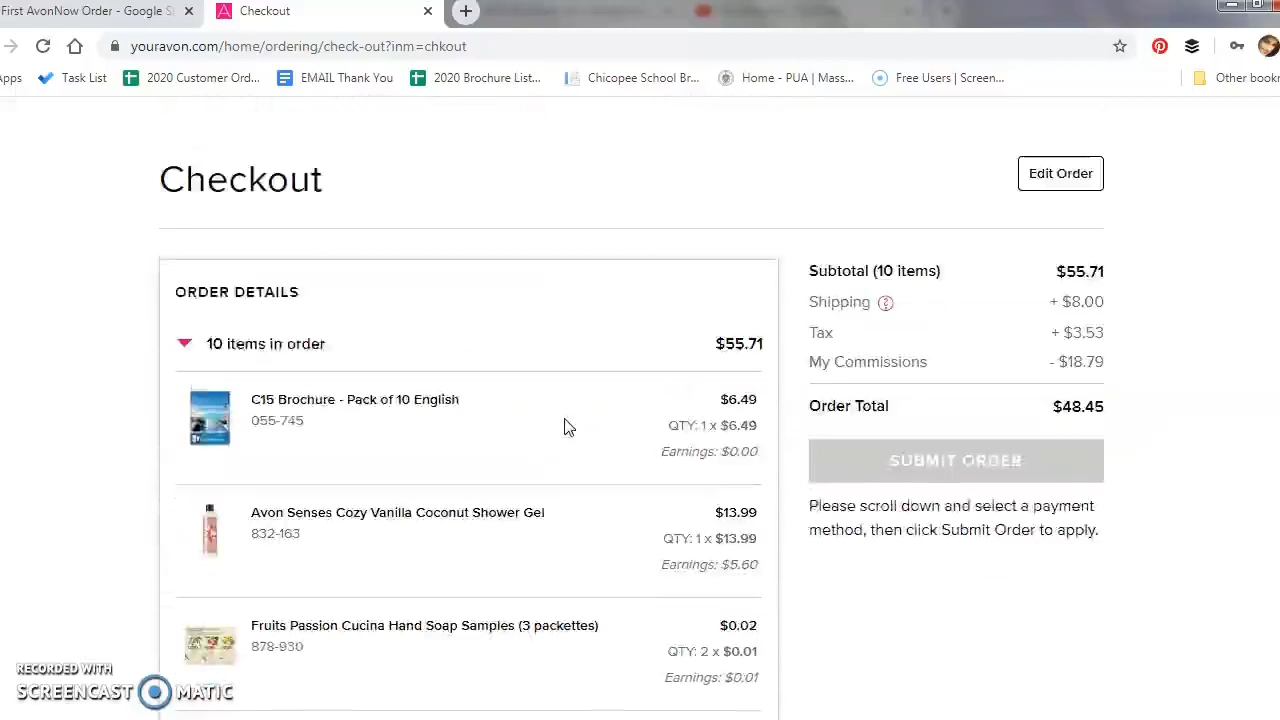 First AvonNow Order - Google S
Checkout
youravon.com/home/ordering/check-out?inm=chkout
Apps
Task List
2020 Customer Ord...
EMAIL Thank You
2020 Brochure List...
Chicopee School Br...
Home - PUA | Mass...
Free Users | Screen...
Other bookr
Checkout
Edit Order
ORDER DETAILS
10 items in order
$55.71
C15 Brochure - Pack of 10 English
$6.49
055-745
QTY: 1 x $6.49
Earnings: $0.00
Avon Senses Cozy Vanilla Coconut Shower Gel
$13.99
832-163
QTY: 1 x $13.99
Earnings: $5.60
Fruits Passion Cucina Hand Soap Samples (3 packettes)
$0.02
878-930
QTY: 2 x $0.01
Earnings: $0.01
Subtotal (10 items)
$55.71
Shipping
+ $8.00
Tax
+ $3.53
My Commissions
- $18.79
Order Total
$48.45
SUBMIT ORDER
Please scroll down and select a payment
method, then click Submit Order to apply.
RECORDED WITH
SCREENCAST MATIC